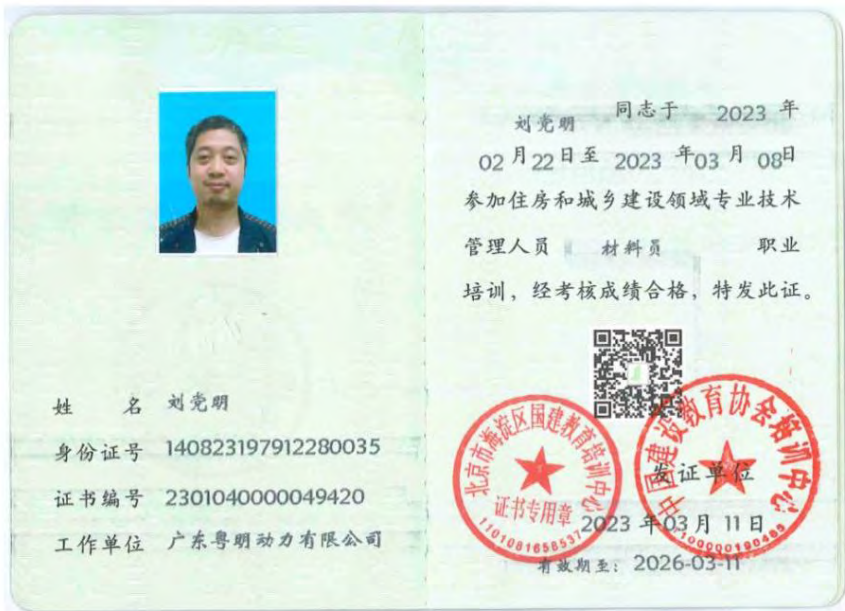 姓 名 刘党明
身份证号 140823197912280035
证书编号 2301040000049420
工作单位 广东粤明动力有限公司
刘党明 同志于 2023 年
02 月 22 日至 2023 年 03 月 08 日
参加住房和城乡建设领域专业技术
管理人员 材料员 职业
培训，经考核成绩合格，特发此证。
北京市海淀区国建教育培训中心
证书专用章
1101081658537
中国建设教育协会培训中心
发证单位
2023 年 03 月 11 日
有效期至：2026-03-11